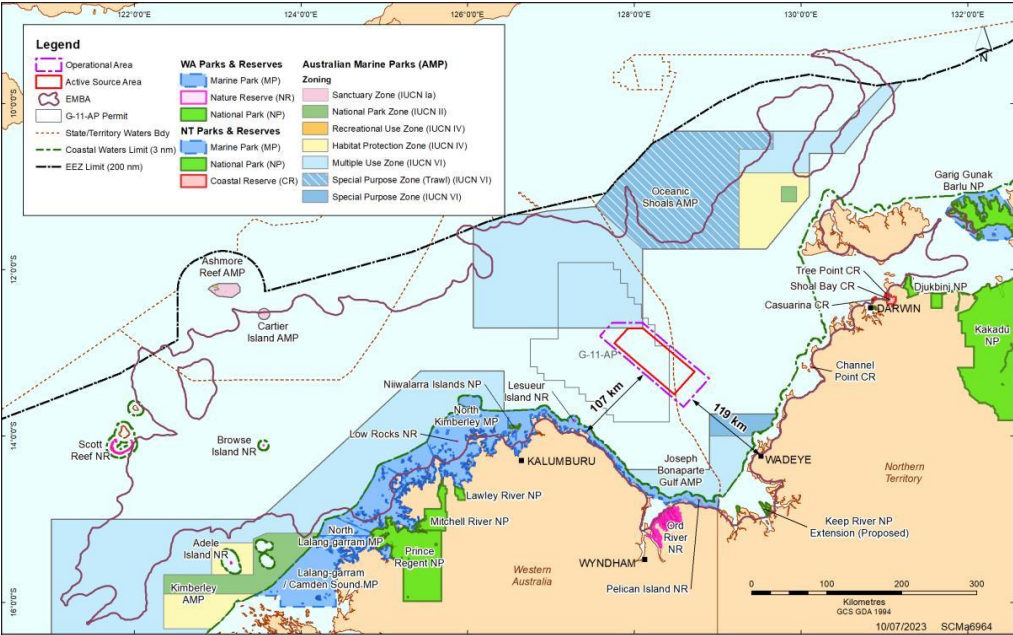 122°0'0"E
124°0'0"E
126°0'0"E
128°0'0"E
130°0'0"E
132°0'0"E
N
Legend
Operational Area
Active Source Area
EMBA
G-11-AP Permit
State/Territory Waters Bdy
Coastal Waters Limit (3 nm)
EEZ Limit (200 nm)
WA Parks & Reserves
Marine Park (MP)
Nature Reserve (NR)
National Park (NP)
NT Parks & Reserves
Marine Park (MP)
National Park (NP)
Coastal Reserve (CR)
Australian Marine Parks (AMP)
Zoning
Sanctuary Zone (IUCN Ia)
National Park Zone (IUCN II)
Recreational Use Zone (IUCN IV)
Habitat Protection Zone (IUCN IV)
Multiple Use Zone (IUCN VI)
Special Purpose Zone (Trawl) (IUCN VI)
Special Purpose Zone (IUCN VI)
10°0'0"S
12°0'0"S
14°0'0"S
16°0'0"S
Oceanic
Shoals AMP
Garig Gunak
Barlu NP
Ashmore
Reef AMP
Cartier
Island AMP
Tree Point CR
Shoal Bay CR
Casuarina CR
Djukbinj NP
DARWIN
Kakadu
NP
G-11-AP
Channel
Point CR
107 km
119 km
Niiwalarra Islands NP
Lesueur
Island NR
North
Kimberley MP
Low Rocks NR
Scott
Reef NR
Browse
Island NR
KALUMBURU
Joseph
Bonaparte
Gulf AMP
WADEYE
Northern
Territory
Lawley River NP
Mitchell River NP
Keep River NP
Extension (Proposed)
Ord
River
NR
North
Lalang-garram MP
Prince
Regent NP
Adele
Island NR
Lalang-garram
/ Camden Sound MP
Kimberley
AMP
WYNDHAM
Western
Australia
Pelican Island NR
0
50
100
200
300
Kilometres
GCS GDA 1994
10/07/2023
SCMa6964